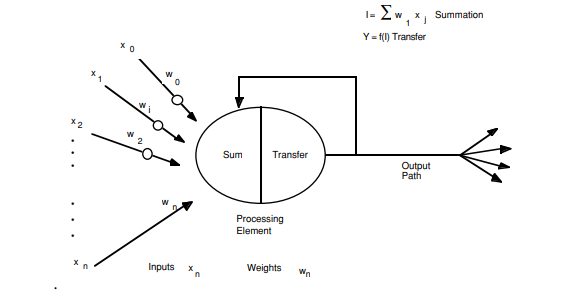 I = ∑ w 1 x j Summation
Y = f(I) Transfer
x 0
w 0
x 1
w i
x 2
w 2
Sum Transfer
Output
Path
w n
Processing
Element
x n Inputs x n Weights w n